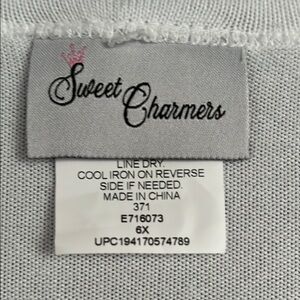 Sweet
Charmers
LINE DRY.
COOL IRON ON REVERSE
SIDE IF NEEDED.
MADE IN CHINA
371
E716073
6X
UPC194170574789